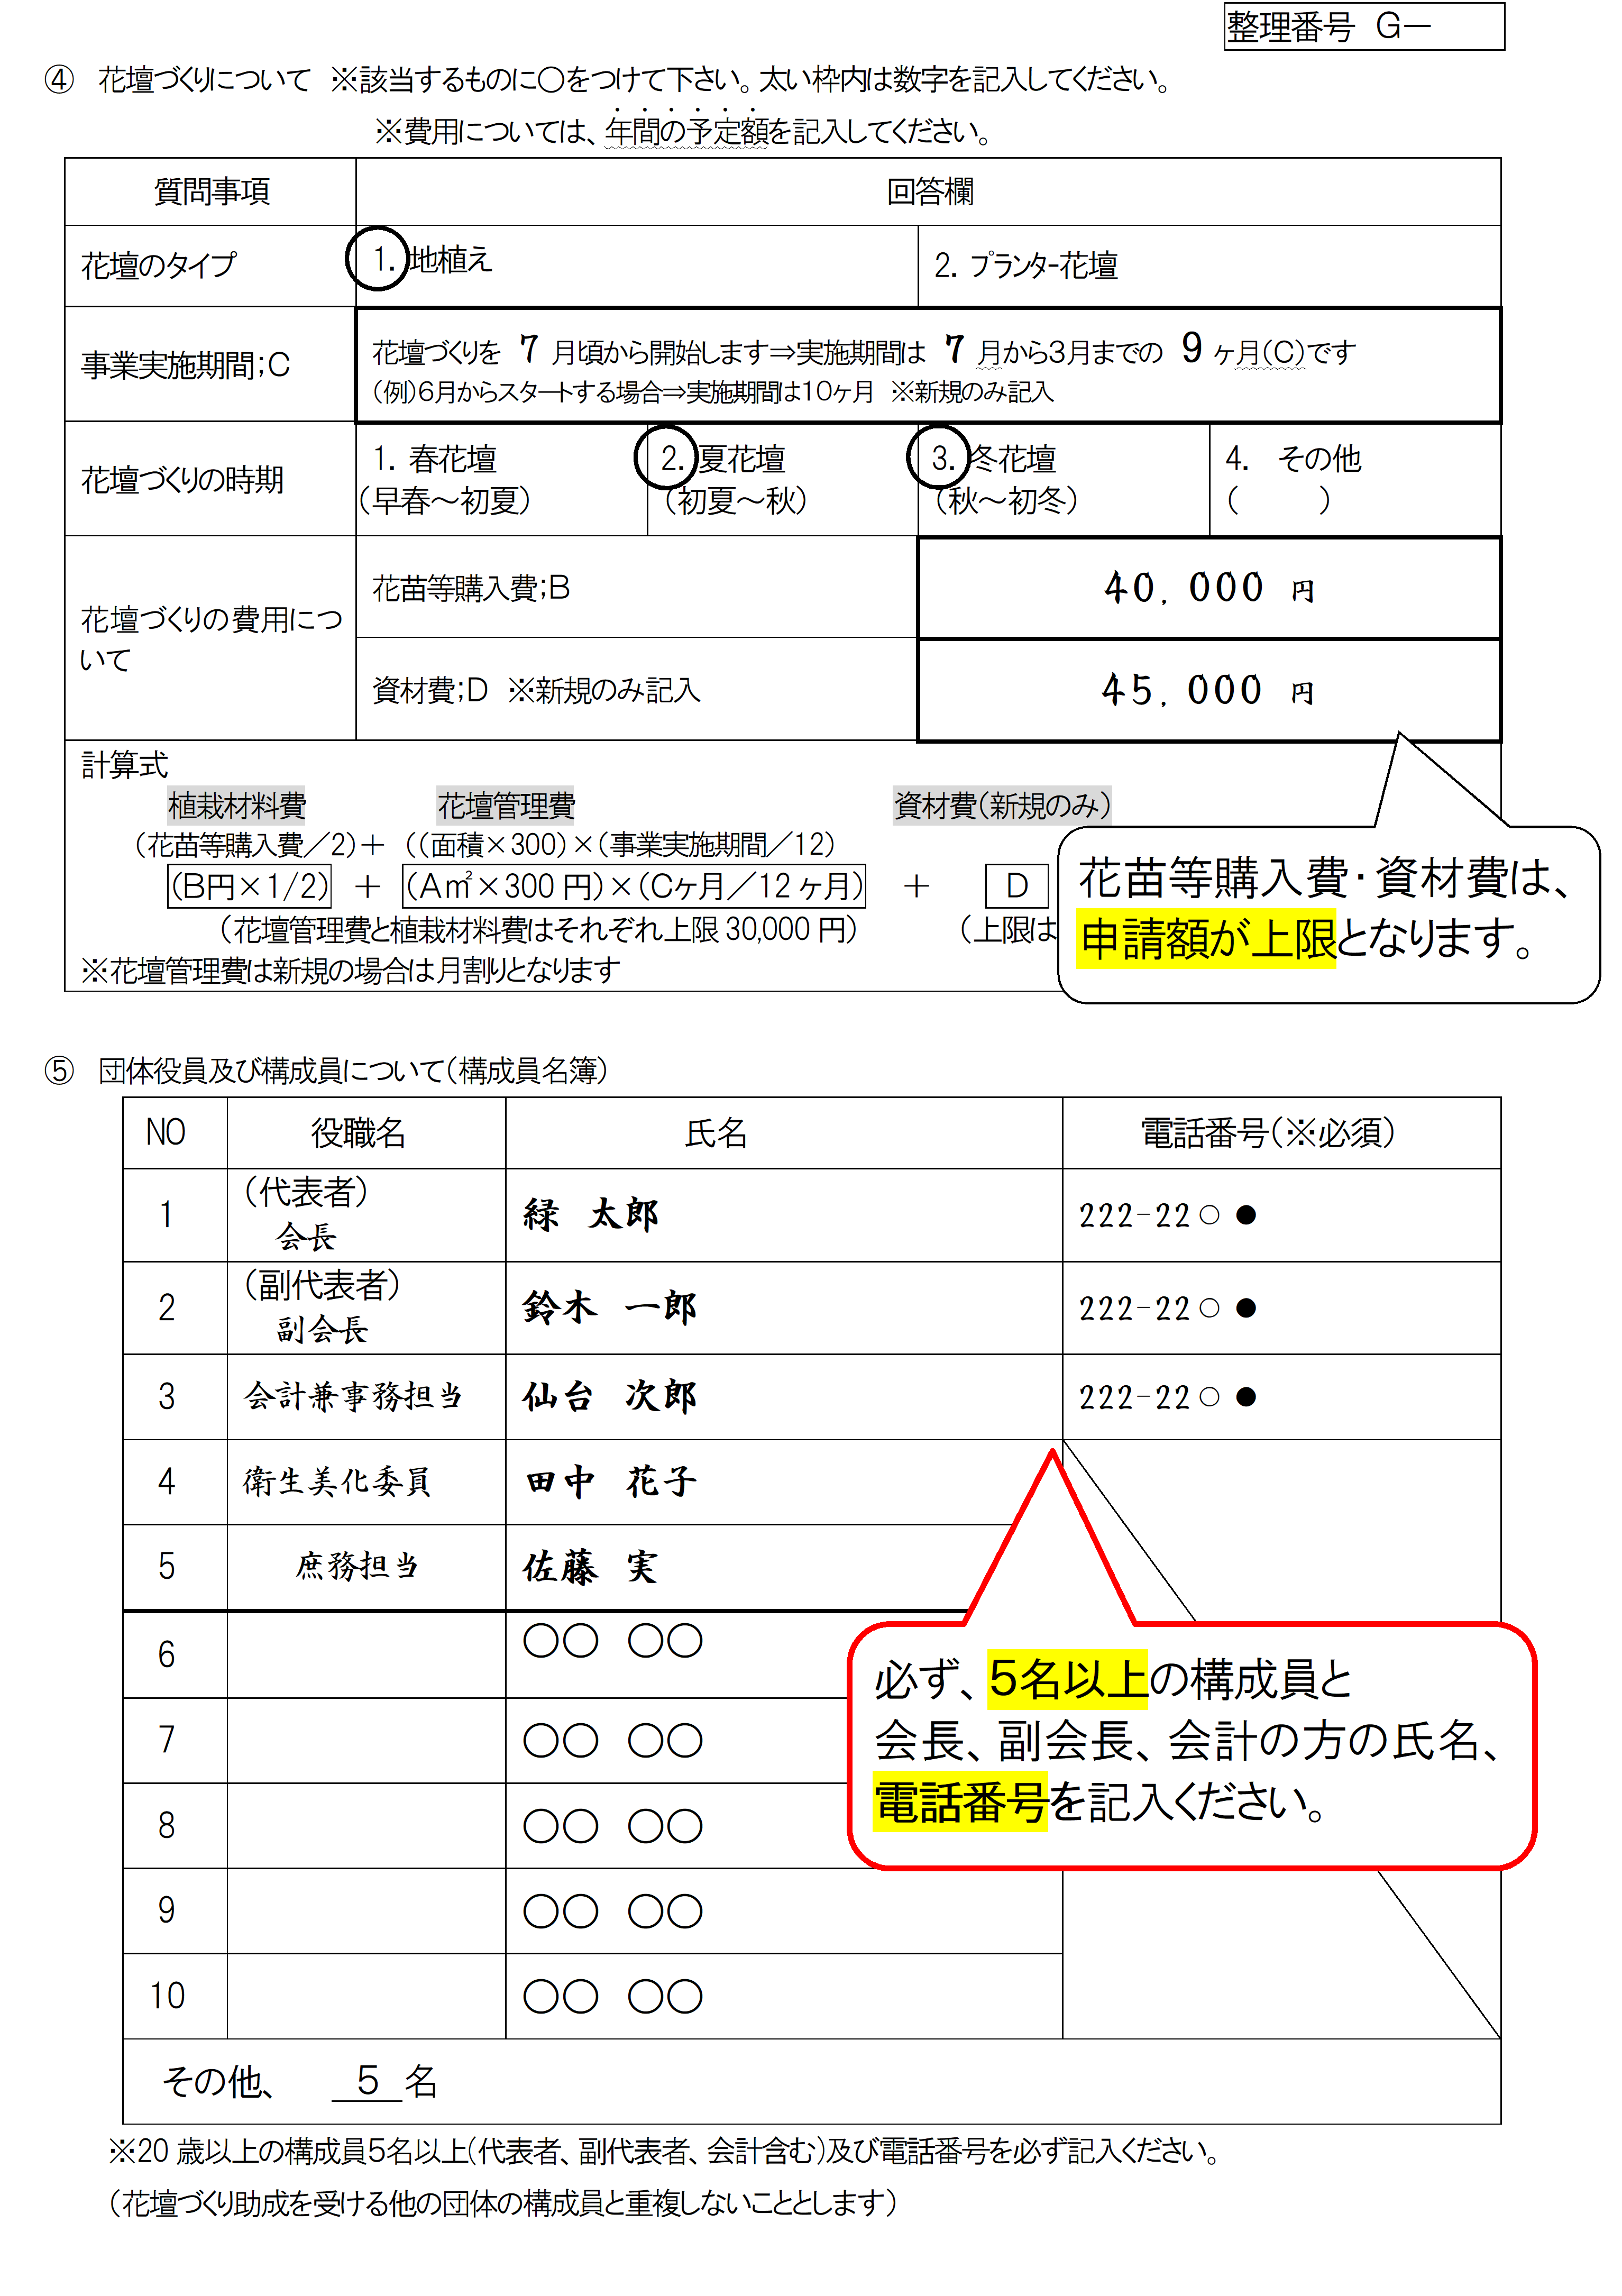 整理番号 G－
④ 花壇づくりについて ※該当するものに○をつけて下さい。太い枠内は数字を記入してください。
※費用については、年間の予定額を記入してください。
質問事項 回答欄
花壇のタイプ 1. 地植え 2. プランター花壇
事業実施期間;C 花壇づくりを 7 月頃から開始します⇒実施期間は 7 月から3月までの 9 ヶ月(C)です
(例)6月からスタートする場合⇒実施期間は10ヶ月 ※新規のみ記入
花壇づくりの時期 1. 春花壇 2. 夏花壇 3. 冬花壇 4. その他
(早春～初夏) (初夏～秋) (秋～初冬) ( )
花壇づくりの費用につ
いて
花苗等購入費;B 40,000 円
資材費;D ※新規のみ記入 45,000 円
計算式
植栽材料費 花壇管理費 資材費(新規のみ)
(花苗等購入費／2)＋ ((面積×300)×(事業実施期間／12)
(B円×1/2) ＋ (A㎡×300円)×(Cヶ月／12ヶ月) ＋ D
(花壇管理費と植栽材料費はそれぞれ上限30,000円) (上限は
※花壇管理費は新規の場合は月割りとなります
花苗等購入費・資材費は、
申請額が上限となります。
⑤ 団体役員及び構成員について(構成員名簿)
NO 役職名 氏名 電話番号(※必須)
1 (代表者) 会長 緑 太郎 222-22○●
2 (副代表者) 副会長 鈴木 一郎 222-22○●
3 会計兼事務担当 仙台 次郎 222-22○●
4 衛生美化委員 田中 花子
5 庶務担当 佐藤 実
6 ○○ ○○
7 ○○ ○○
8 ○○ ○○
9 ○○ ○○
10 ○○ ○○
必ず、5名以上の構成員と
会長、副会長、会計の方の氏名、
電話番号を記入ください。
その他、 5 名
※20歳以上の構成員5名以上(代表者、副代表者、会計含む)及び電話番号を必ず記入ください。
(花壇づくり助成を受ける他の団体の構成員と重複しないこととします)